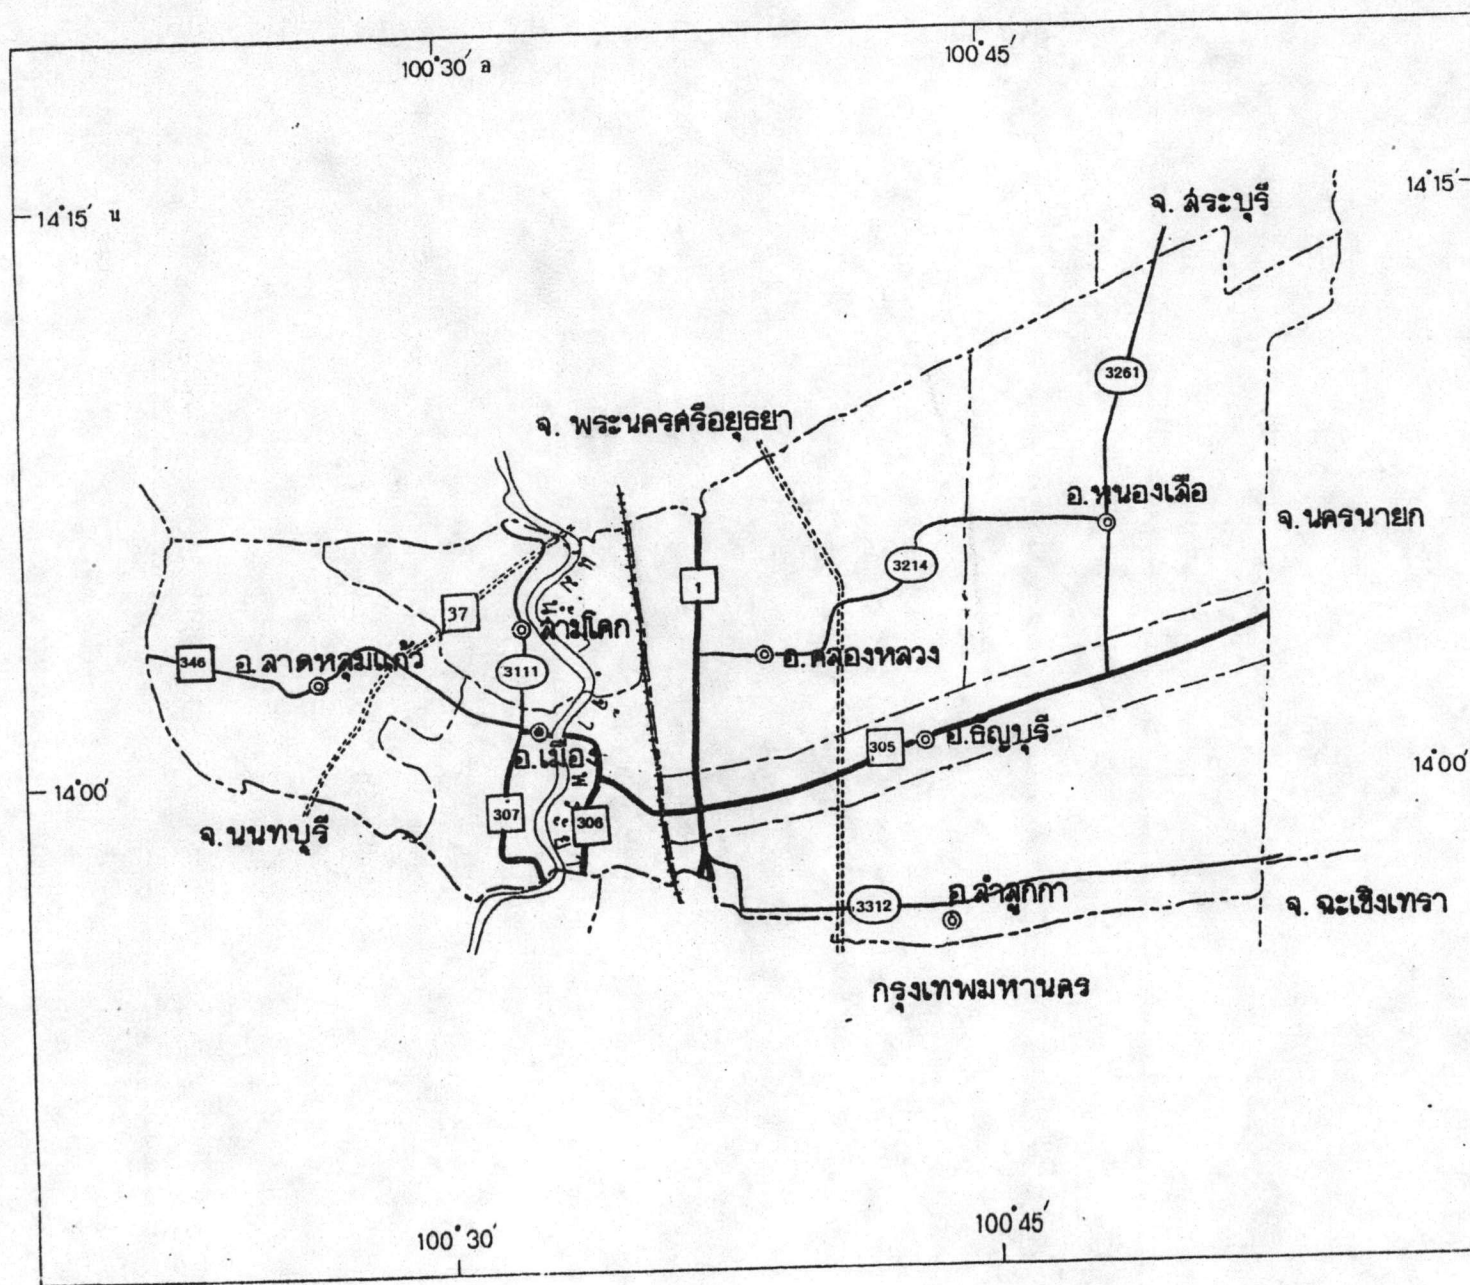 100°30′ อ
100°45′
14°15′ น
14°15′
จ. สระบุรี
3261
จ. พระนครศรีอยุธยา
อ.หนองเสือ
จ.นครนายก
3214
1
37
สามโคก
346
อ.ลาดหลุมแก้ว
3111
อ.คลองหลวง
305
อ.ธัญบุรี
อ.เมือง
14°00′
14°00′
307
306
จ.นนทบุรี
3312
อ.ลำลูกกา
จ. ฉะเชิงเทรา
กรุงเทพมหานคร
100°30′
100°45′